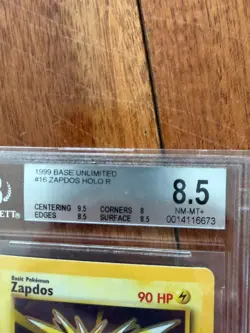 1999 BASE UNLIMITED
#16 ZAPDOS HOLO R
8.5
NM-MT+
CENTERING 9.5 CORNERS 8
EDGES 8.5 SURFACE 8.5
0014116673
ETT®
Basic Pokémon
Zapdos
90 HP